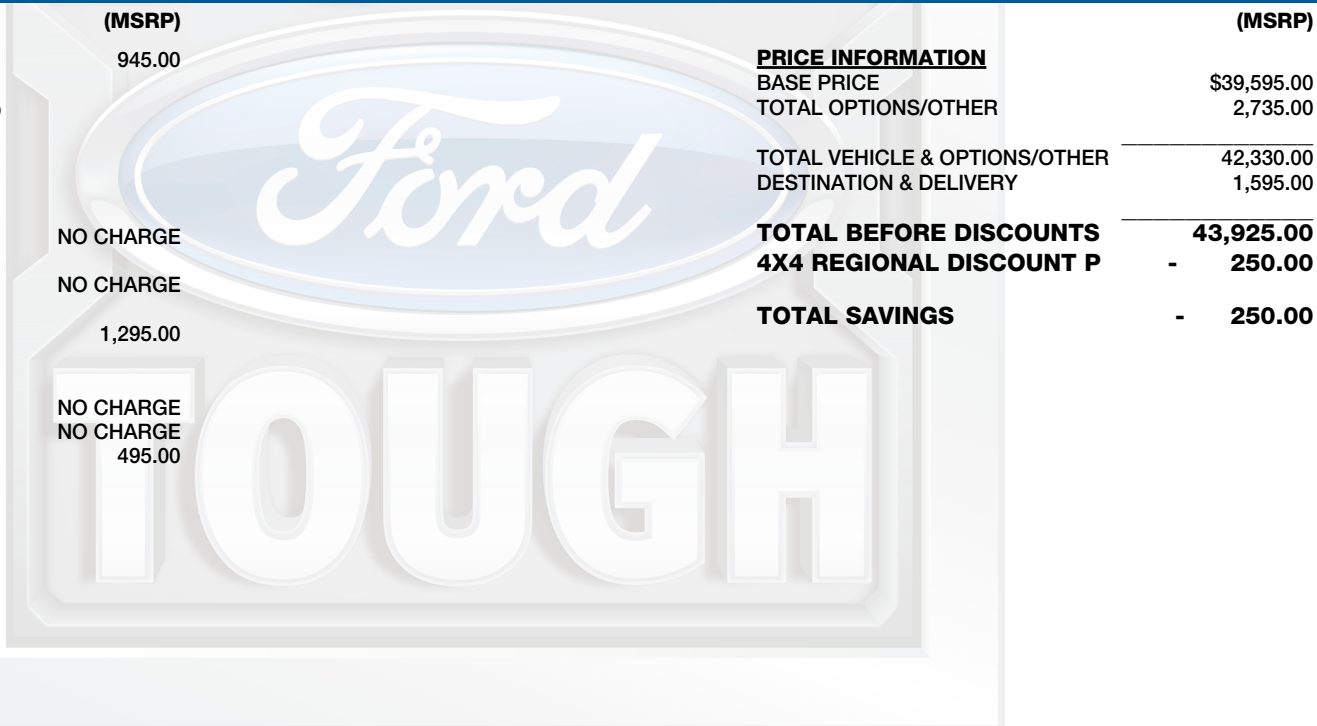 (MSRP)
945.00
NO CHARGE
NO CHARGE
1,295.00
NO CHARGE
NO CHARGE
495.00
Ford
TOUGH
(MSRP)
PRICE INFORMATION
BASE PRICE $39,595.00
TOTAL OPTIONS/OTHER 2,735.00
TOTAL VEHICLE & OPTIONS/OTHER 42,330.00
DESTINATION & DELIVERY 1,595.00
TOTAL BEFORE DISCOUNTS 43,925.00
4X4 REGIONAL DISCOUNT P - 250.00
TOTAL SAVINGS - 250.00